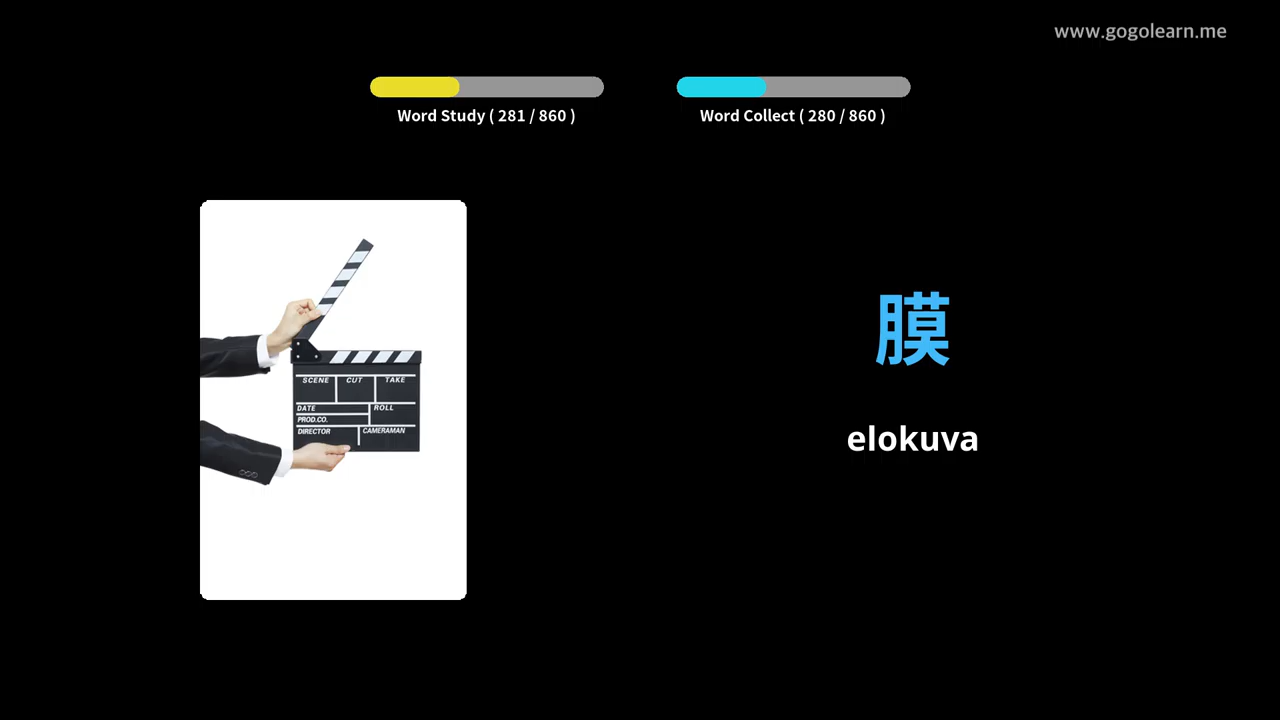 www.gogolearn.me
Word Study ( 281 / 860 )
Word Collect ( 280 / 860 )
SCENE CUT TAKE
DATE ROLL
PROD.CO.
DIRECTOR CAMERAMAN
膜
elokuva